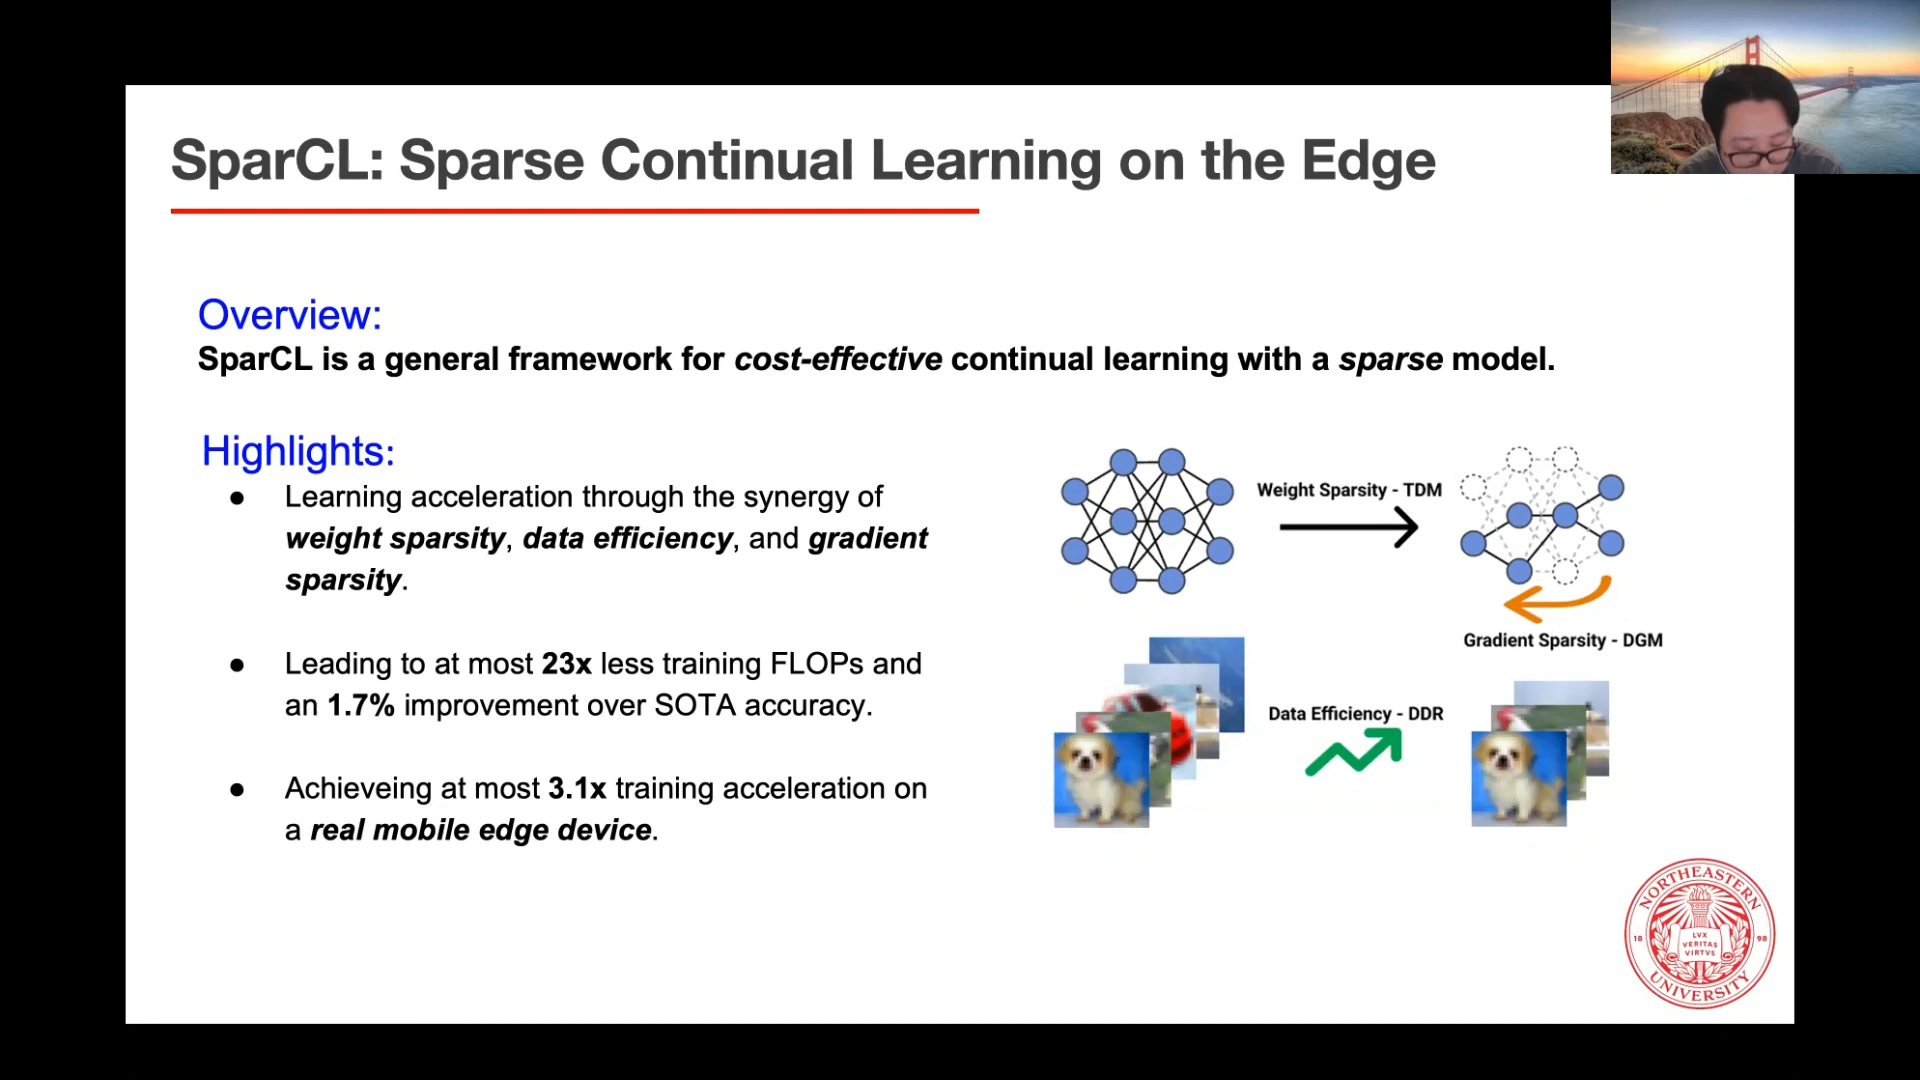 SparCL: Sparse Continual Learning on the Edge
Overview:
SparCL is a general framework for cost-effective continual learning with a sparse model.
Highlights:
● Learning acceleration through the synergy of
weight sparsity, data efficiency, and gradient
sparsity.
● Leading to at most 23x less training FLOPs and
an 1.7% improvement over SOTA accuracy.
● Achieveing at most 3.1x training acceleration on
a real mobile edge device.
Weight Sparsity - TDM
Gradient Sparsity - DGM
Data Efficiency - DDR
NORTHEASTERN
18 98
LVX
VERITAS
VIRTVS
UNIVERSITY